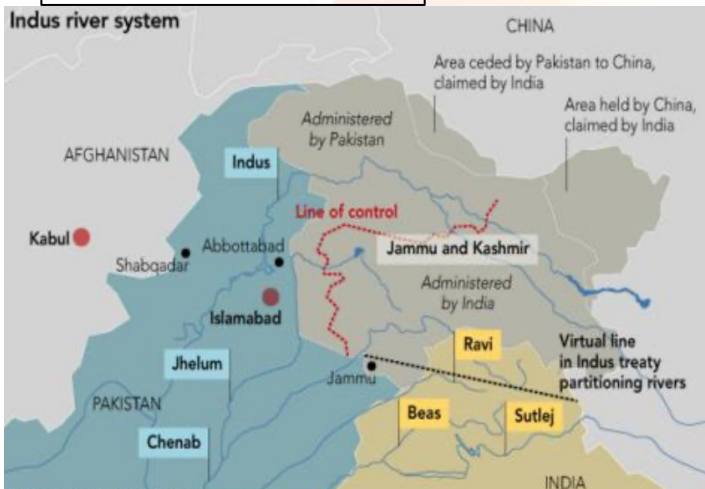 Indus river system
CHINA
Area ceded by Pakistan to China,
claimed by India
Area held by China,
claimed by India
Administered
by Pakistan
AFGHANISTAN
Indus
Line of control
Kabul
Abbottabad
Shabqadar
Jammu and Kashmir
Administered
by India
Islamabad
Ravi
Virtual line
in Indus treaty
partitioning rivers
Jhelum
Jammu
PAKISTAN
Beas
Sutlej
Chenab
INDIA